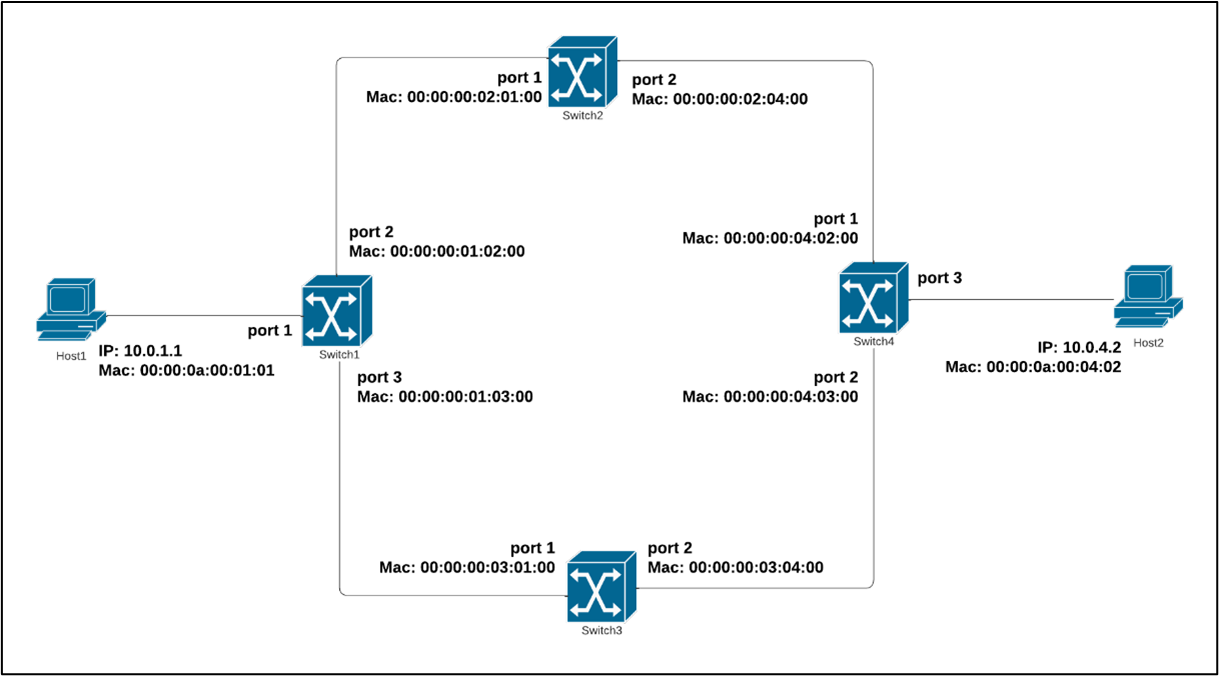 port 1
Mac: 00:00:00:02:01:00
Switch2
port 2
Mac: 00:00:00:02:04:00
port 2
Mac: 00:00:00:01:02:00
port 1
Mac: 00:00:00:04:02:00
Host1
IP: 10.0.1.1
Mac: 00:00:0a:00:01:01
port 1
Switch1
port 3
Mac: 00:00:00:01:03:00
Switch4
port 3
Host2
IP: 10.0.4.2
Mac: 00:00:0a:00:04:02
port 2
Mac: 00:00:00:04:03:00
port 1
Mac: 00:00:00:03:01:00
Switch3
port 2
Mac: 00:00:00:03:04:00